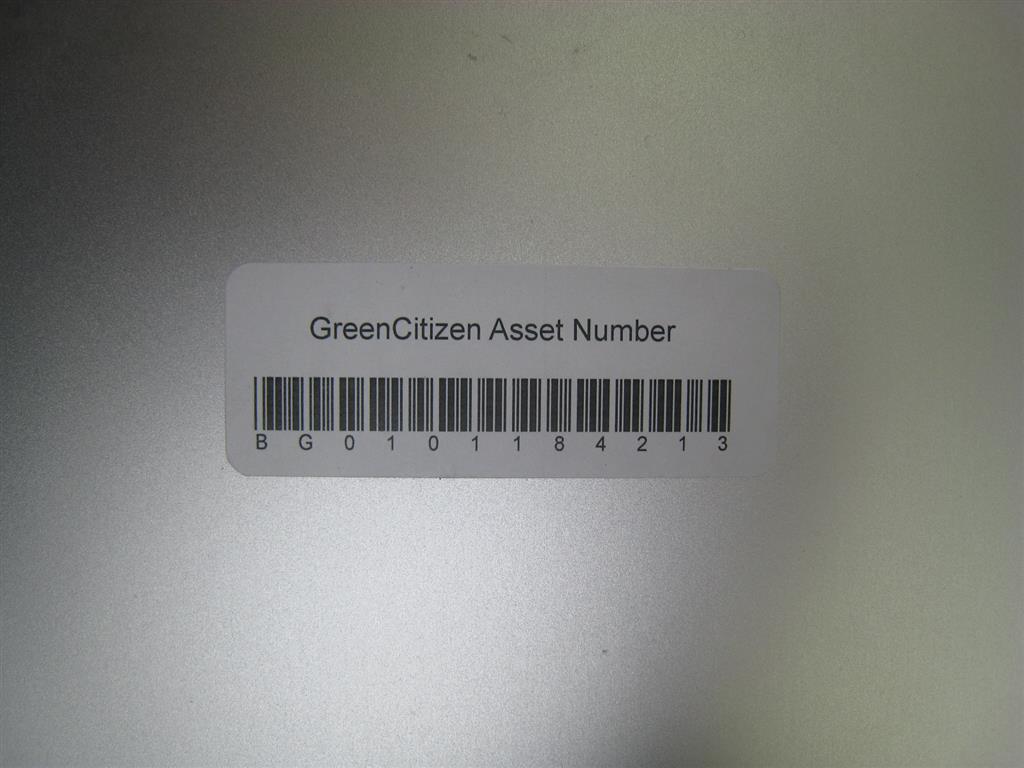 GreenCitizen Asset Number
B G 0 1 0 1 1 8 4 2 1 3